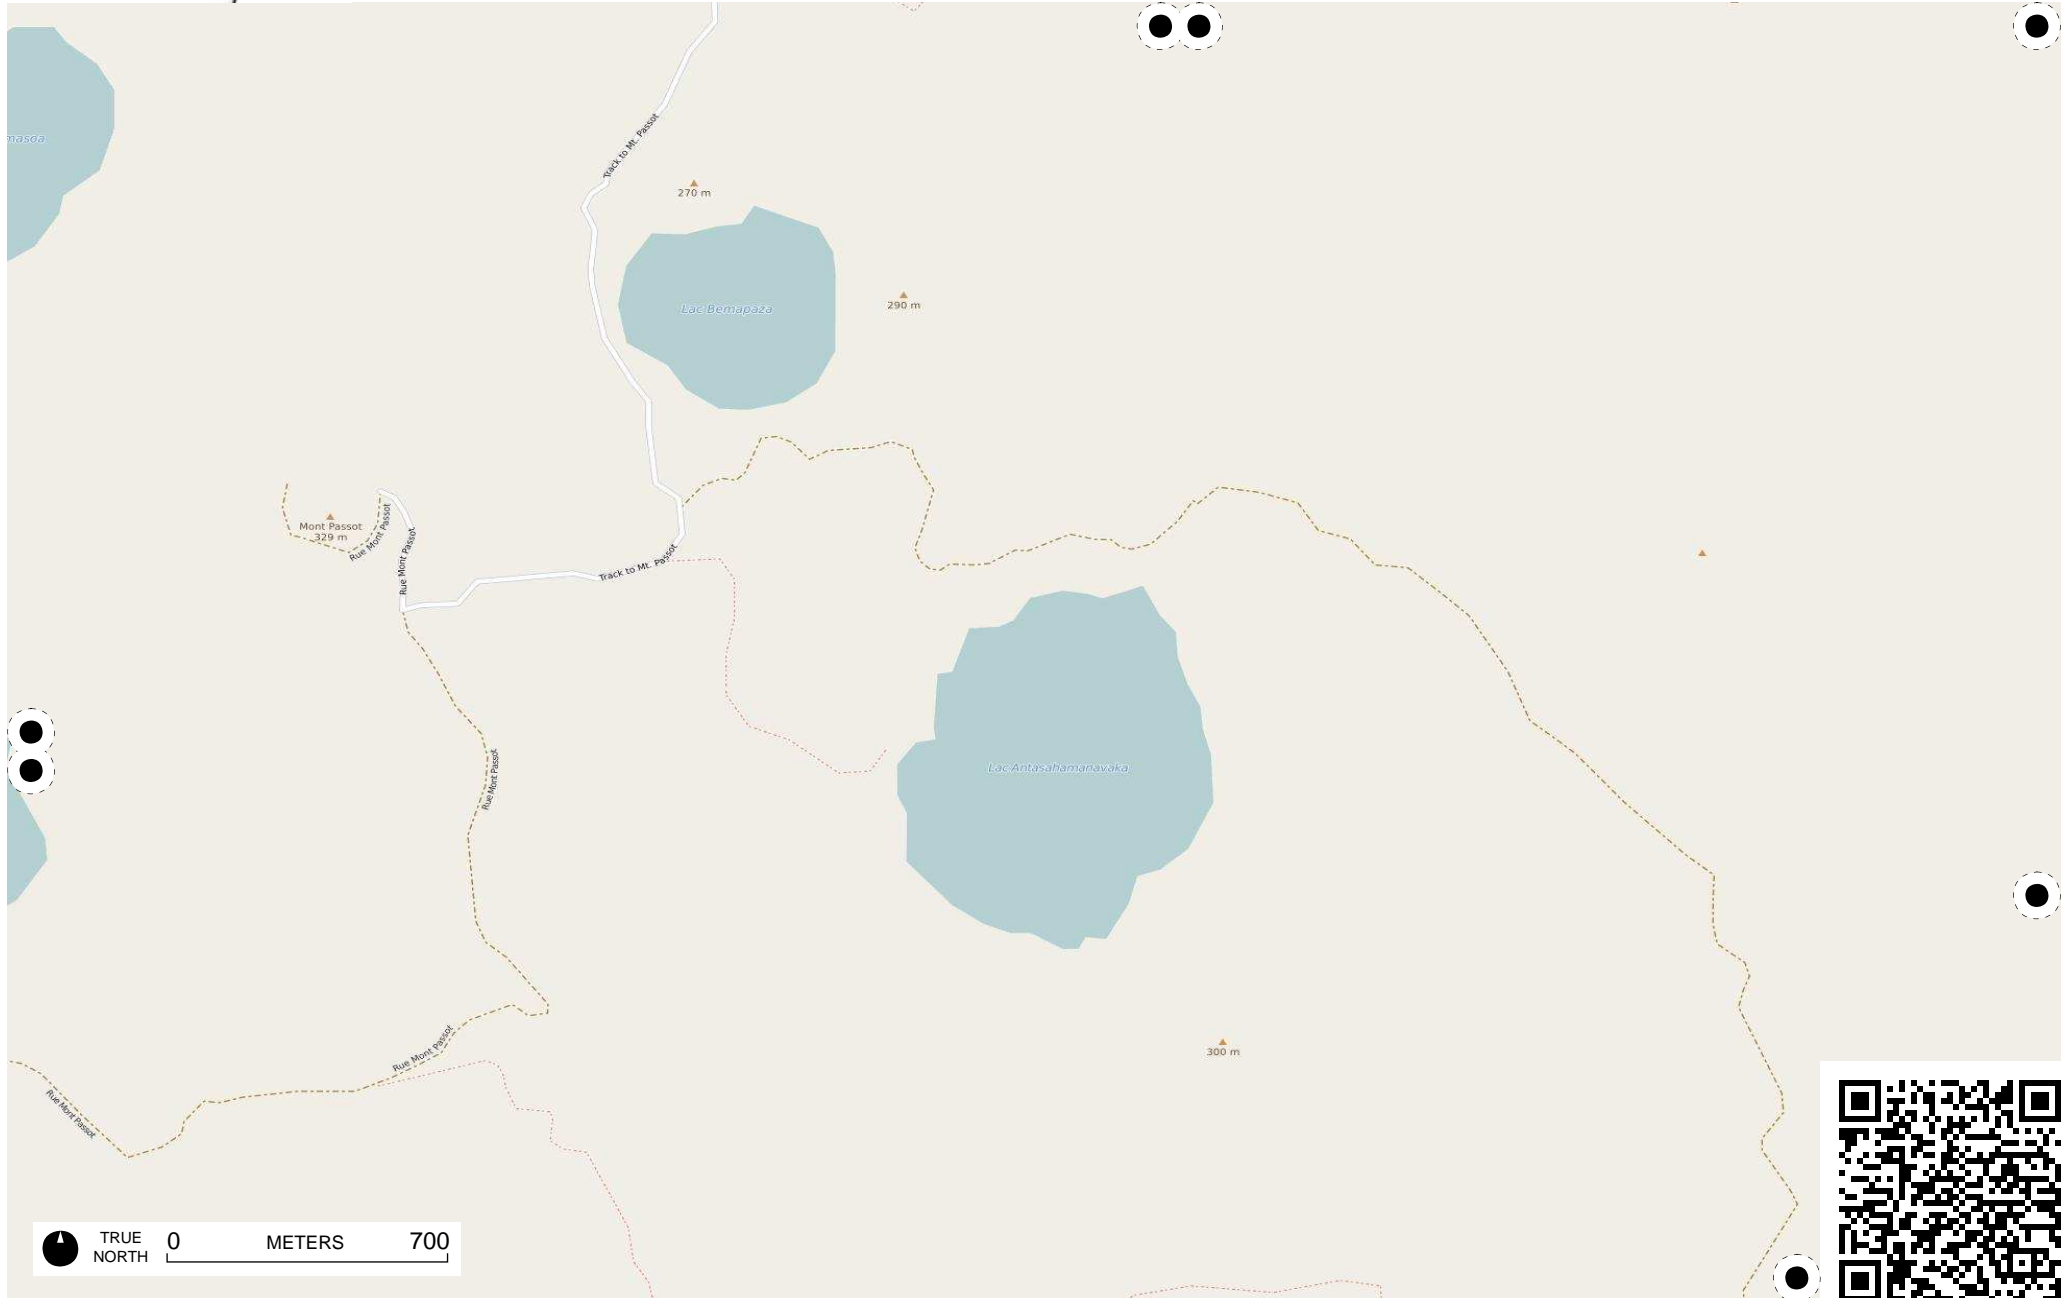 masoa
Track to Mt. Passot
270 m
290 m
Lac Bemapaza
Mont Passot
329 m
Rue Mont Passot
Rue Mont Passot
Track to Mt. Passot
Rue Mont Passot
Lac Antasahamanavaka
Rue Mont Passot
300 m
Rue Mont Passot
TRUE
NORTH
0 METERS 700